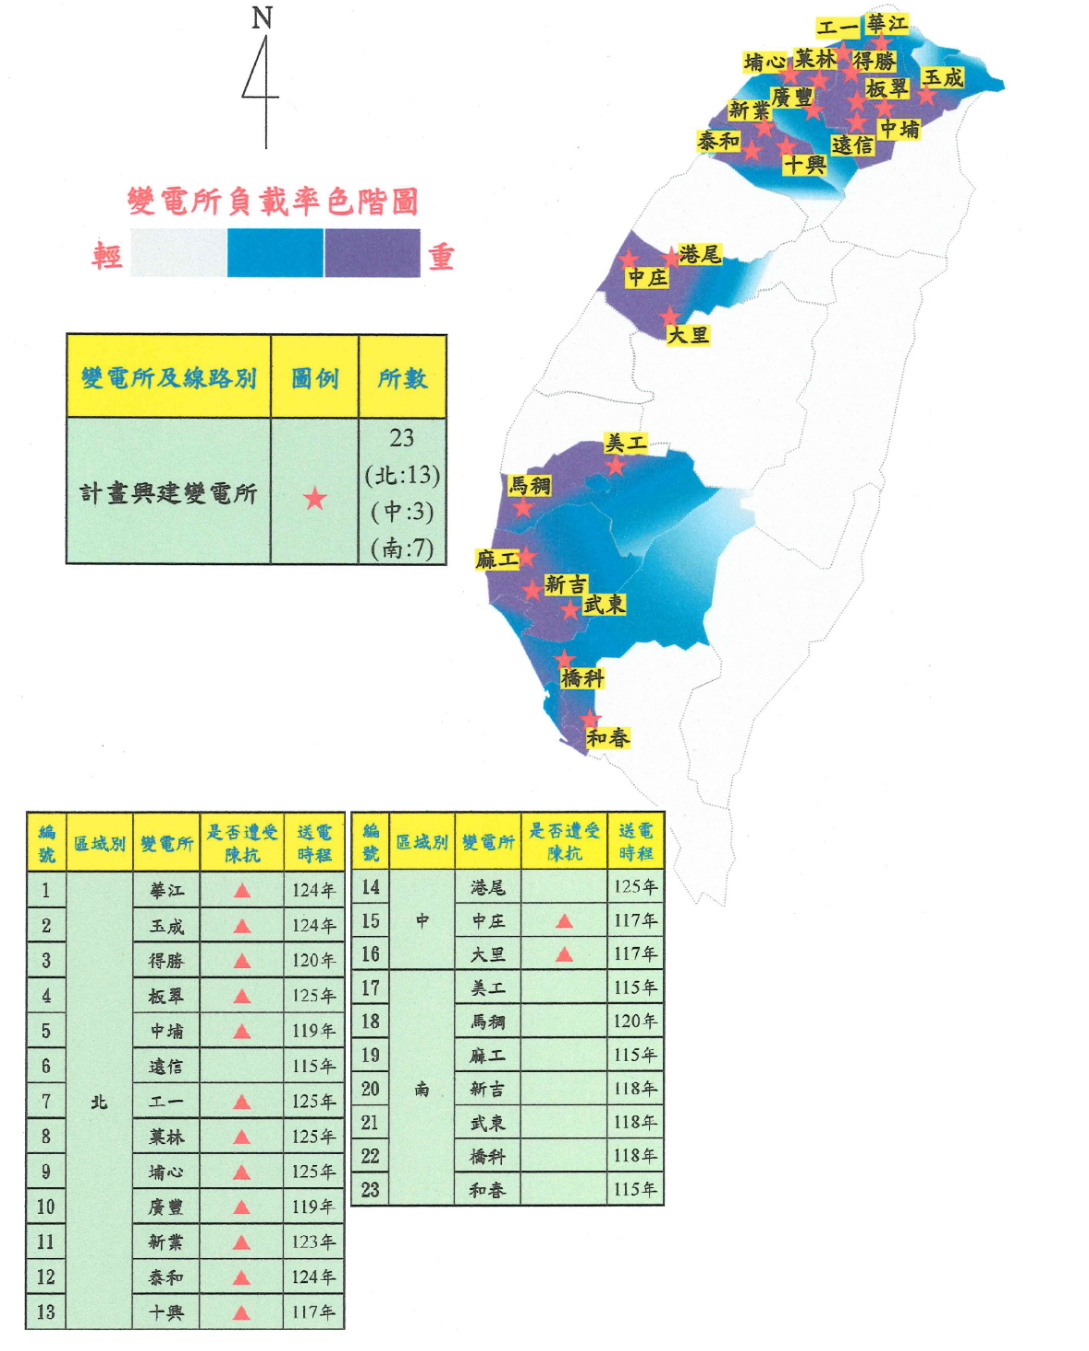 N
工一 華江
埔心 菓林 得勝
玉成
板翠
廣豐
新業
中埔
泰和
遠信
十興
變電所負載率色階圖
輕 重
港尾
中庄
大里
變電所及線路別 圖例 所數
計畫興建變電所 ★ 23
(北:13)
(中:3)
(南:7)
美工
馬稠
麻工
新吉
武東
橋科
和春
編號 區域別 變電所 是否遭受陳抗 送電時程
1 北 華江 ▲ 124年
2 玉成 ▲ 124年
3 得勝 ▲ 120年
4 板翠 ▲ 125年
5 中埔 ▲ 119年
6 遠信 115年
7 工一 ▲ 125年
8 菓林 ▲ 125年
9 埔心 ▲ 125年
10 廣豐 ▲ 119年
11 新業 ▲ 123年
12 泰和 ▲ 124年
13 十興 ▲ 117年
編號 區域別 變電所 是否遭受陳抗 送電時程
14 中 港尾 125年
15 中庄 ▲ 117年
16 大里 ▲ 117年
17 南 美工 115年
18 馬稠 120年
19 麻工 115年
20 新吉 118年
21 武東 118年
22 橋科 118年
23 和春 115年